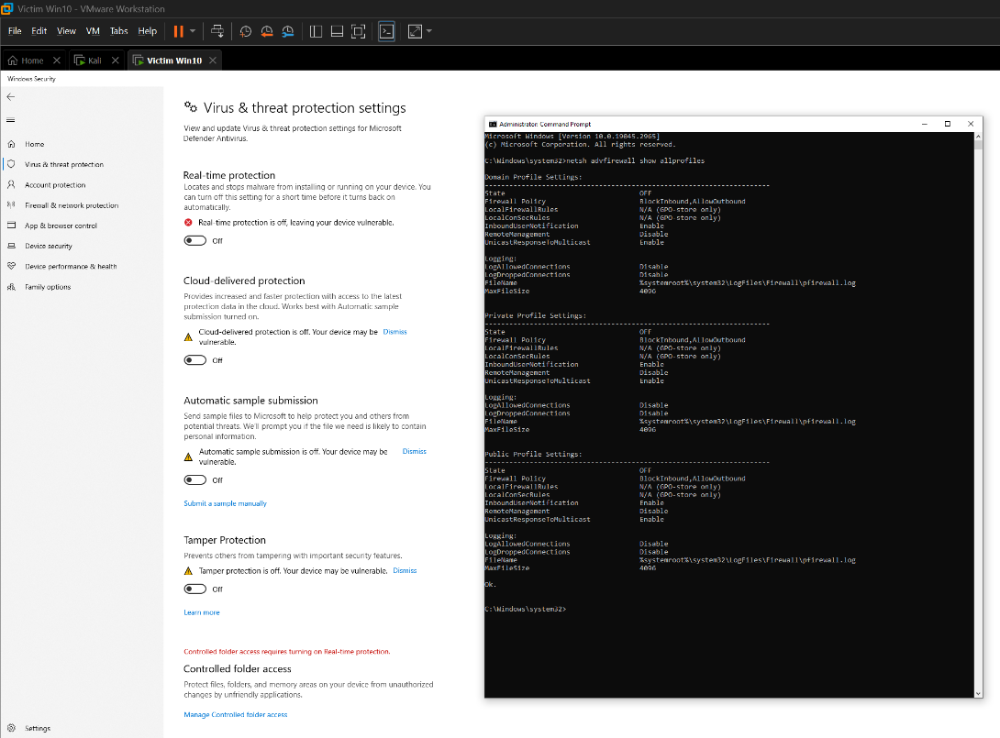 Victim Win10 - VMware Workstation
File Edit View VM Tabs Help
Home Kali Victim Win10
Windows Security
Home
Virus & threat protection
Account protection
Firewall & network protection
App & browser control
Device security
Device performance & health
Family options
Settings
Virus & threat protection settings
View and update Virus & threat protection settings for Microsoft
Defender Antivirus.
Real-time protection
Locates and stops malware from installing or running on your device. You
can turn off this setting for a short time before it turns back on
automatically.
Real-time protection is off, leaving your device vulnerable.
Off
Cloud-delivered protection
Provides increased and faster protection with access to the latest
protection data in the cloud. Works best with Automatic sample
submission turned on.
Cloud-delivered protection is off. Your device may be Dismiss
vulnerable.
Off
Automatic sample submission
Send sample files to Microsoft to help protect you and others from
potential threats. We'll prompt you if the file we need is likely to contain
personal information.
Automatic sample submission is off. Your device may be Dismiss
vulnerable.
Off
Submit a sample manually
Tamper Protection
Prevents others from tampering with important security features.
Tamper protection is off. Your device may be vulnerable. Dismiss
Off
Learn more
Controlled folder access requires turning on Real-time protection.
Controlled folder access
Protect files, folders, and memory areas on your device from unauthorized
changes by unfriendly applications.
Manage Controlled folder access
Administrator: Command Prompt
Microsoft Windows [Version 10.0.19045.2965]
(c) Microsoft Corporation. All rights reserved.
C:\Windows\system32>netsh advfirewall show allprofiles
Domain Profile Settings:
----------------------------------------------------------------------
State OFF
Firewall Policy BlockInbound,AllowOutbound
LocalFirewallRules N/A (GPO-store only)
LocalConSecRules N/A (GPO-store only)
InboundUserNotification Enable
RemoteManagement Disable
UnicastResponseToMulticast Enable
Logging:
LogAllowedConnections Disable
LogDroppedConnections Disable
FileName %systemroot%\system32\LogFiles\Firewall\pfirewall.log
MaxFileSize 4096
Private Profile Settings:
----------------------------------------------------------------------
State OFF
Firewall Policy BlockInbound,AllowOutbound
LocalFirewallRules N/A (GPO-store only)
LocalConSecRules N/A (GPO-store only)
InboundUserNotification Enable
RemoteManagement Disable
UnicastResponseToMulticast Enable
Logging:
LogAllowedConnections Disable
LogDroppedConnections Disable
FileName %systemroot%\system32\LogFiles\Firewall\pfirewall.log
MaxFileSize 4096
Public Profile Settings:
----------------------------------------------------------------------
State OFF
Firewall Policy BlockInbound,AllowOutbound
LocalFirewallRules N/A (GPO-store only)
LocalConSecRules N/A (GPO-store only)
InboundUserNotification Enable
RemoteManagement Disable
UnicastResponseToMulticast Enable
Logging:
LogAllowedConnections Disable
LogDroppedConnections Disable
FileName %systemroot%\system32\LogFiles\Firewall\pfirewall.log
MaxFileSize 4096
Ok.
C:\Windows\system32>